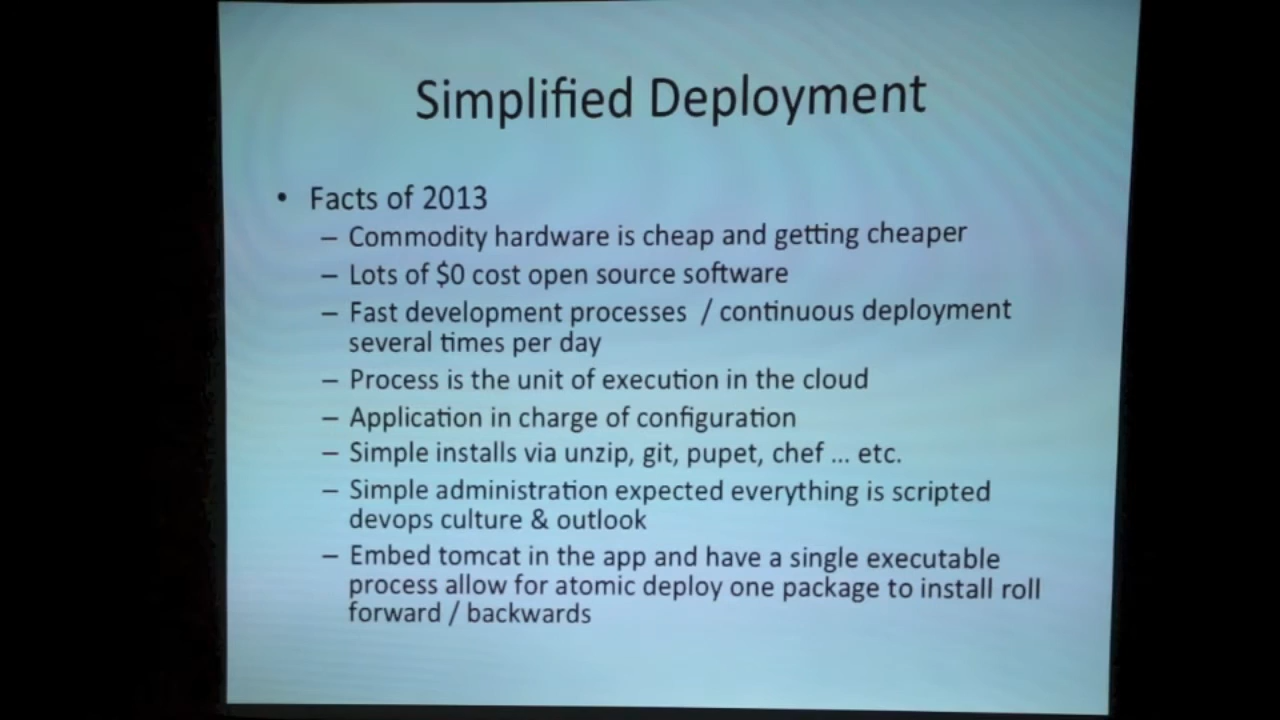 Simplified Deployment
• Facts of 2013
– Commodity hardware is cheap and getting cheaper
– Lots of $0 cost open source software
– Fast development processes / continuous deployment
several times per day
– Process is the unit of execution in the cloud
– Application in charge of configuration
– Simple installs via unzip, git, pupet, chef ... etc.
– Simple administration expected everything is scripted
devops culture & outlook
– Embed tomcat in the app and have a single executable
process allow for atomic deploy one package to install roll
forward / backwards